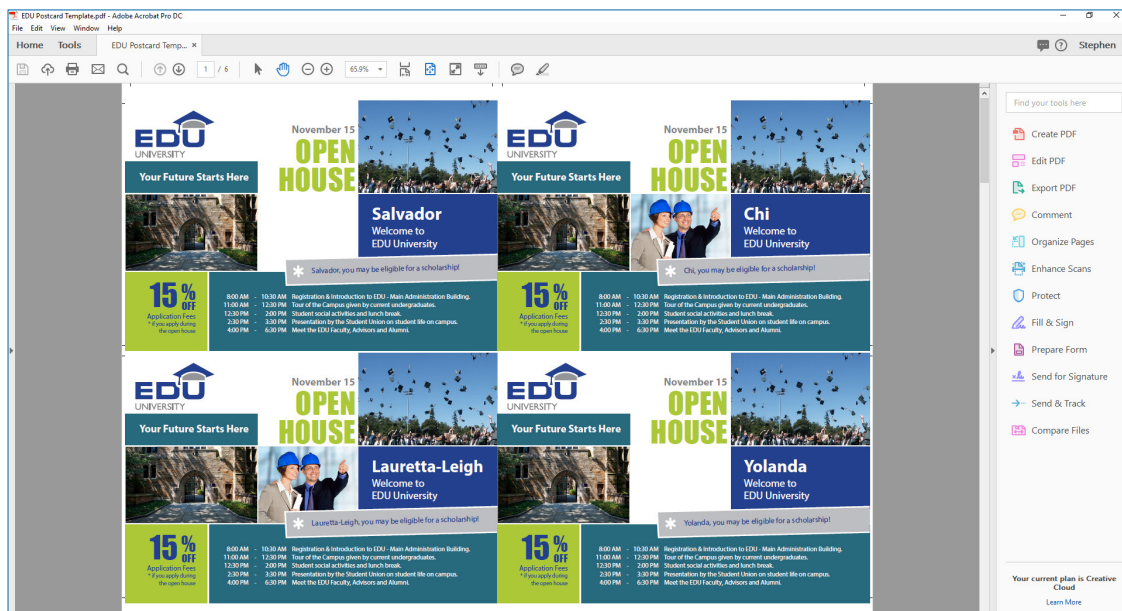 EDU Postcard Template.pdf - Adobe Acrobat Pro DC
File Edit View Window Help
Home Tools EDU Postcard Temp... ×
Stephen
1 / 6 65.9%
EDU
UNIVERSITY
Your Future Starts Here
November 15
OPEN
HOUSE
Salvador
Welcome to
EDU University
* Salvador, you may be eligible for a scholarship!
15%
OFF
Application Fees
* if you apply during
the open house
8:00 AM - 10:30 AM Registration & Introduction to EDU - Main Administration Building.
11:00 AM - 12:30 PM Tour of the Campus given by current undergraduates.
12:30 PM - 2:00 PM Student social activities and lunch break.
2:30 PM - 3:30 PM Presentation by the Student Union on student life on campus.
4:00 PM - 6:30 PM Meet the EDU Faculty, Advisors and Alumni.
EDU
UNIVERSITY
Your Future Starts Here
November 15
OPEN
HOUSE
Chi
Welcome to
EDU University
* Chi, you may be eligible for a scholarship!
15%
OFF
Application Fees
* if you apply during
the open house
8:00 AM - 10:30 AM Registration & Introduction to EDU - Main Administration Building.
11:00 AM - 12:30 PM Tour of the Campus given by current undergraduates.
12:30 PM - 2:00 PM Student social activities and lunch break.
2:30 PM - 3:30 PM Presentation by the Student Union on student life on campus.
4:00 PM - 6:30 PM Meet the EDU Faculty, Advisors and Alumni.
EDU
UNIVERSITY
Your Future Starts Here
November 15
OPEN
HOUSE
Lauretta-Leigh
Welcome to
EDU University
* Lauretta-Leigh, you may be eligible for a scholarship!
15%
OFF
Application Fees
* if you apply during
the open house
8:00 AM - 10:30 AM Registration & Introduction to EDU - Main Administration Building.
11:00 AM - 12:30 PM Tour of the Campus given by current undergraduates.
12:30 PM - 2:00 PM Student social activities and lunch break.
2:30 PM - 3:30 PM Presentation by the Student Union on student life on campus.
4:00 PM - 6:30 PM Meet the EDU Faculty, Advisors and Alumni.
EDU
UNIVERSITY
Your Future Starts Here
November 15
OPEN
HOUSE
Yolanda
Welcome to
EDU University
* Yolanda, you may be eligible for a scholarship!
15%
OFF
Application Fees
* if you apply during
the open house
8:00 AM - 10:30 AM Registration & Introduction to EDU - Main Administration Building.
11:00 AM - 12:30 PM Tour of the Campus given by current undergraduates.
12:30 PM - 2:00 PM Student social activities and lunch break.
2:30 PM - 3:30 PM Presentation by the Student Union on student life on campus.
4:00 PM - 6:30 PM Meet the EDU Faculty, Advisors and Alumni.
Find your tools here
Create PDF
Edit PDF
Export PDF
Comment
Organize Pages
Enhance Scans
Protect
Fill & Sign
Prepare Form
Send for Signature
Send & Track
Compare Files
Your current plan is Creative
Cloud
Learn More